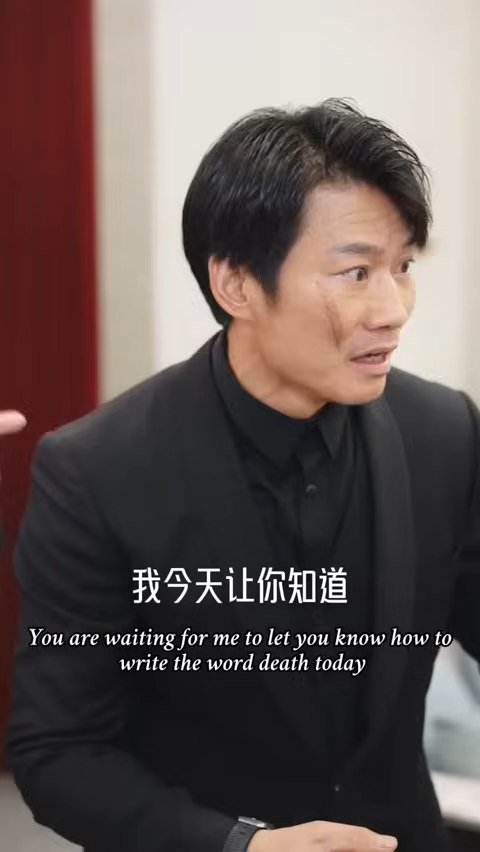 我今天让你知道
You are waiting for me to let you know how to
write the word death today